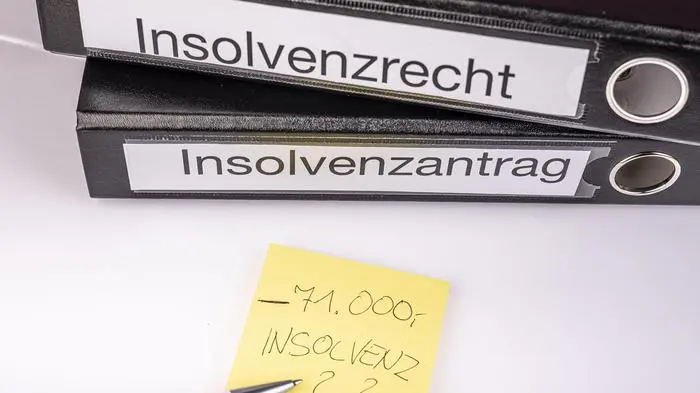 Insolvenzrecht
Insolvenzantrag
-71.000,-
INSOLVENZ
? ?